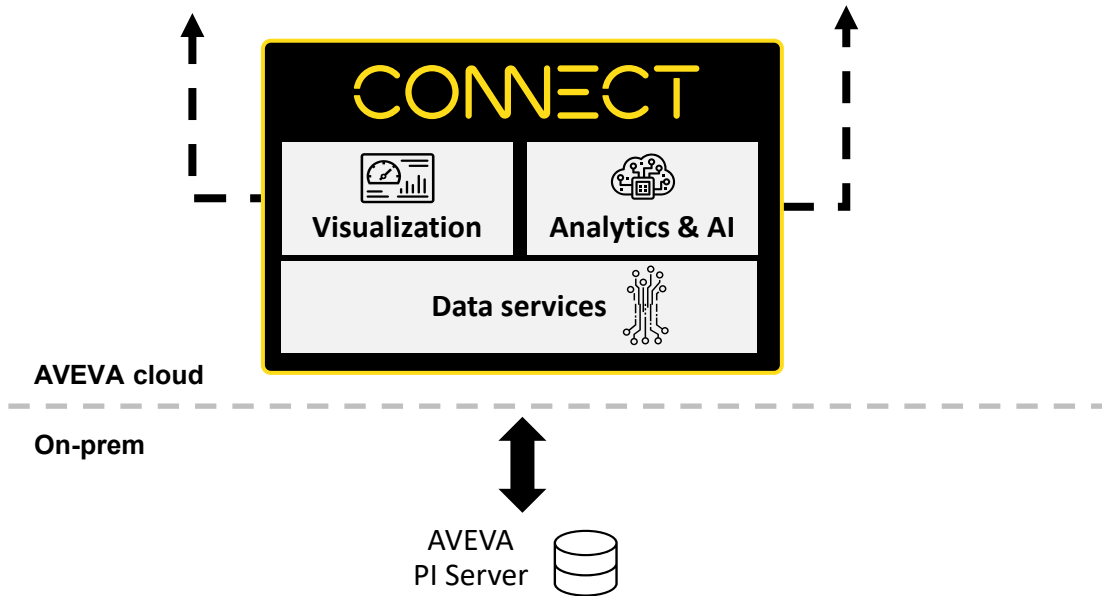 CONNECT
Visualization
Analytics & AI
Data services
AVEVA cloud
On-prem
AVEVA
PI Server